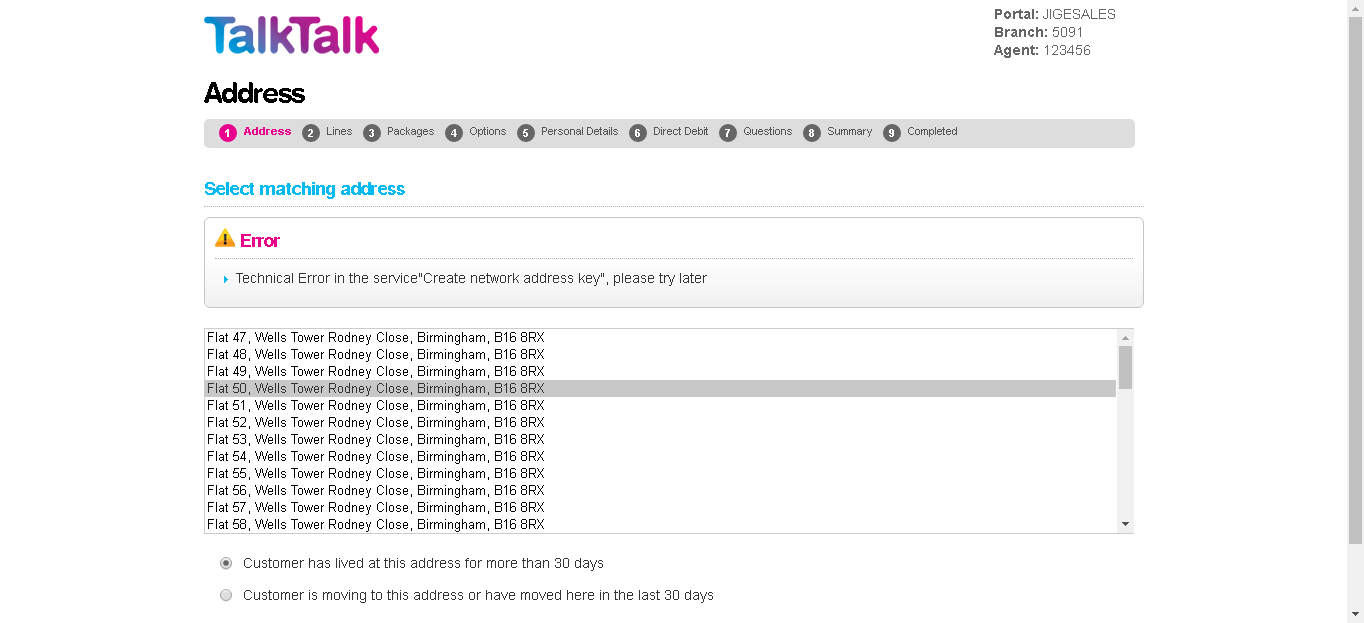 TalkTalk
Portal: JIGESALES
Branch: 5091
Agent: 123456
Address
1 Address 2 Lines 3 Packages 4 Options 5 Personal Details 6 Direct Debit 7 Questions 8 Summary 9 Completed
Select matching address
Error
Technical Error in the service"Create network address key", please try later
Flat 47, Wells Tower Rodney Close, Birmingham, B16 8RX
Flat 48, Wells Tower Rodney Close, Birmingham, B16 8RX
Flat 49, Wells Tower Rodney Close, Birmingham, B16 8RX
Flat 50, Wells Tower Rodney Close, Birmingham, B16 8RX
Flat 51, Wells Tower Rodney Close, Birmingham, B16 8RX
Flat 52, Wells Tower Rodney Close, Birmingham, B16 8RX
Flat 53, Wells Tower Rodney Close, Birmingham, B16 8RX
Flat 54, Wells Tower Rodney Close, Birmingham, B16 8RX
Flat 55, Wells Tower Rodney Close, Birmingham, B16 8RX
Flat 56, Wells Tower Rodney Close, Birmingham, B16 8RX
Flat 57, Wells Tower Rodney Close, Birmingham, B16 8RX
Flat 58, Wells Tower Rodney Close, Birmingham, B16 8RX
Customer has lived at this address for more than 30 days
Customer is moving to this address or have moved here in the last 30 days